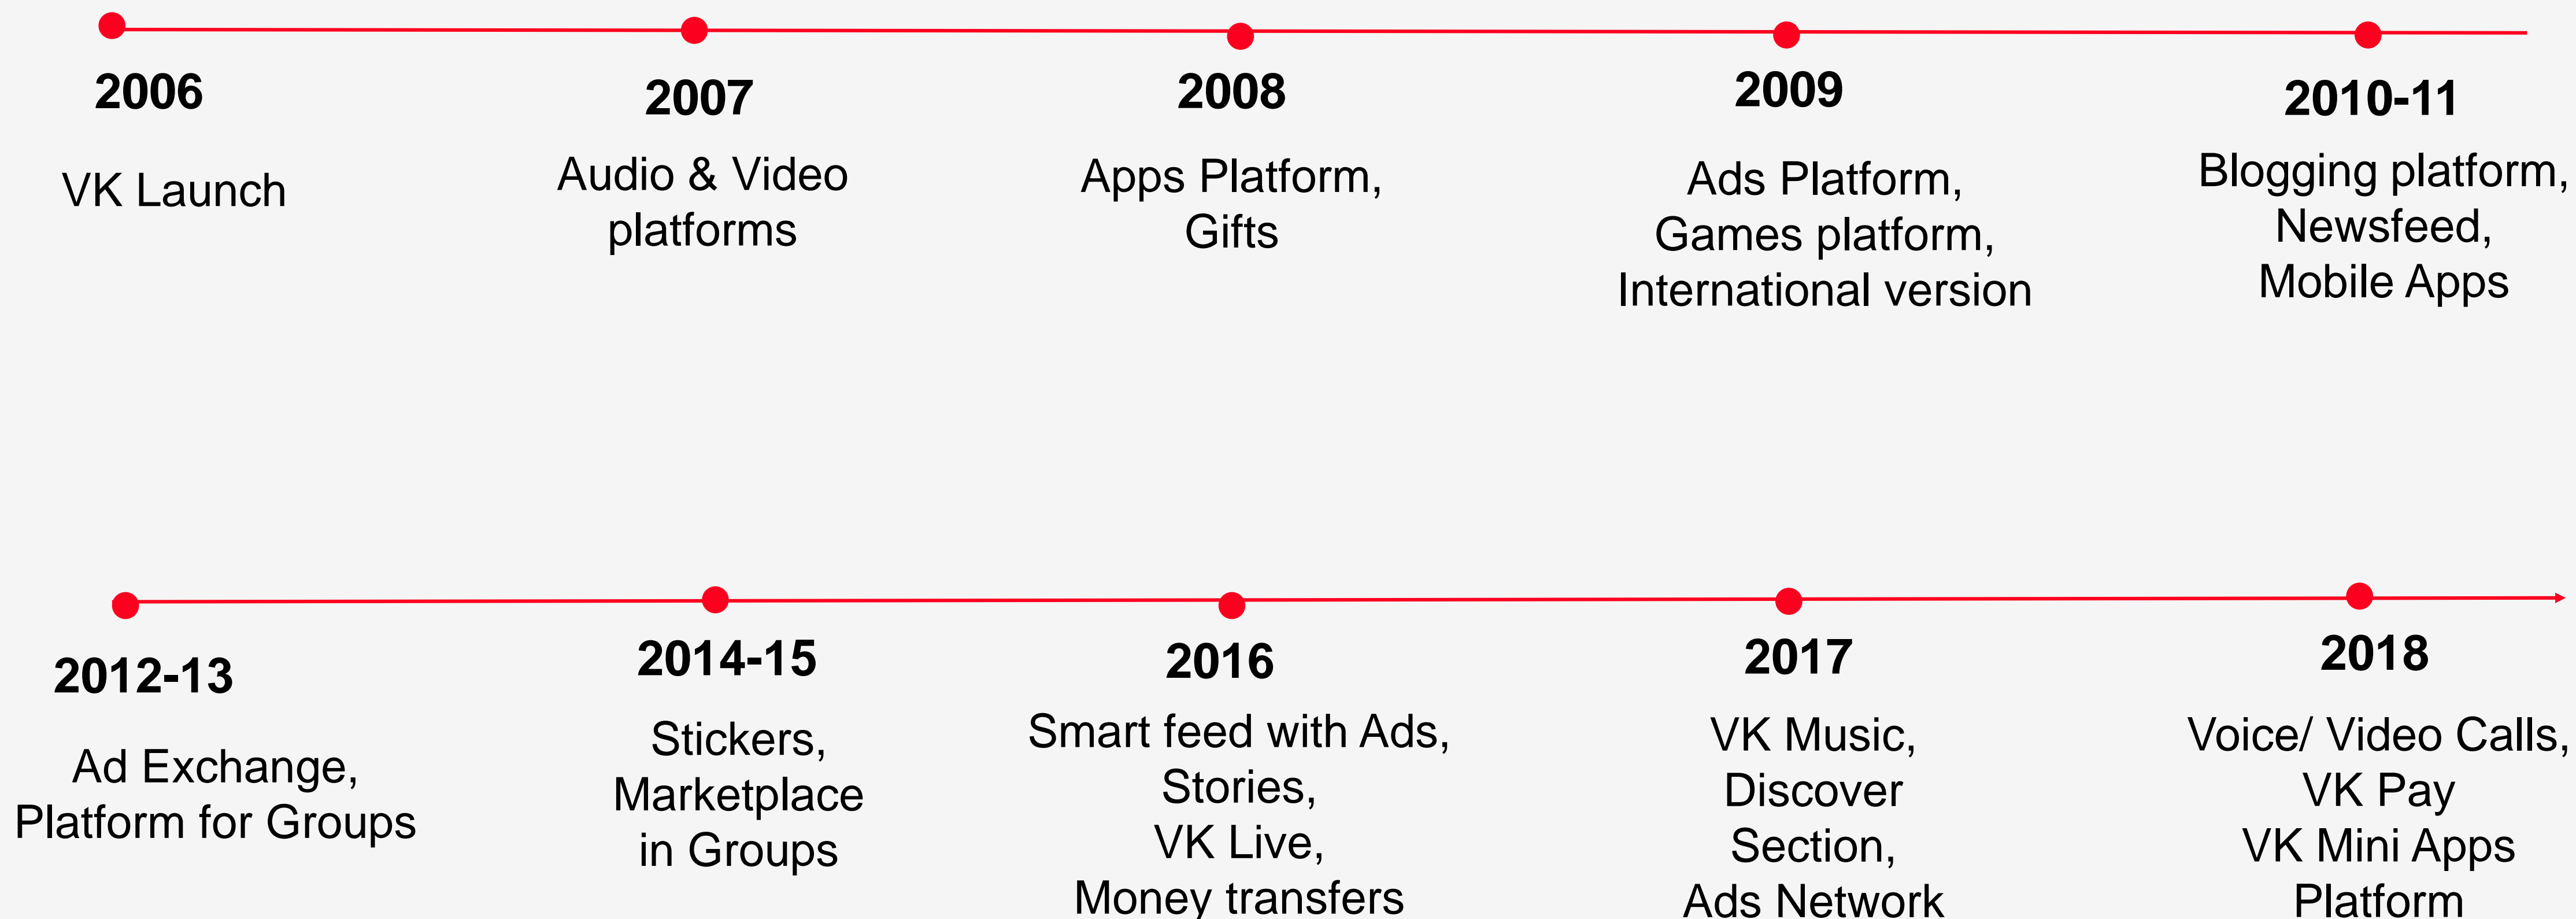 2006
VK Launch
2007
Audio & Video
platforms
2008
Apps Platform,
Gifts
2009
Ads Platform,
Games platform,
International version
2010-11
Blogging platform,
Newsfeed,
Mobile Apps
2012-13
Ad Exchange,
Platform for Groups
2014-15
Stickers,
Marketplace
in Groups
2016
Smart feed with Ads,
Stories,
VK Live,
Money transfers
2017
VK Music,
Discover
Section,
Ads Network
2018
Voice/ Video Calls,
VK Pay
VK Mini Apps
Platform